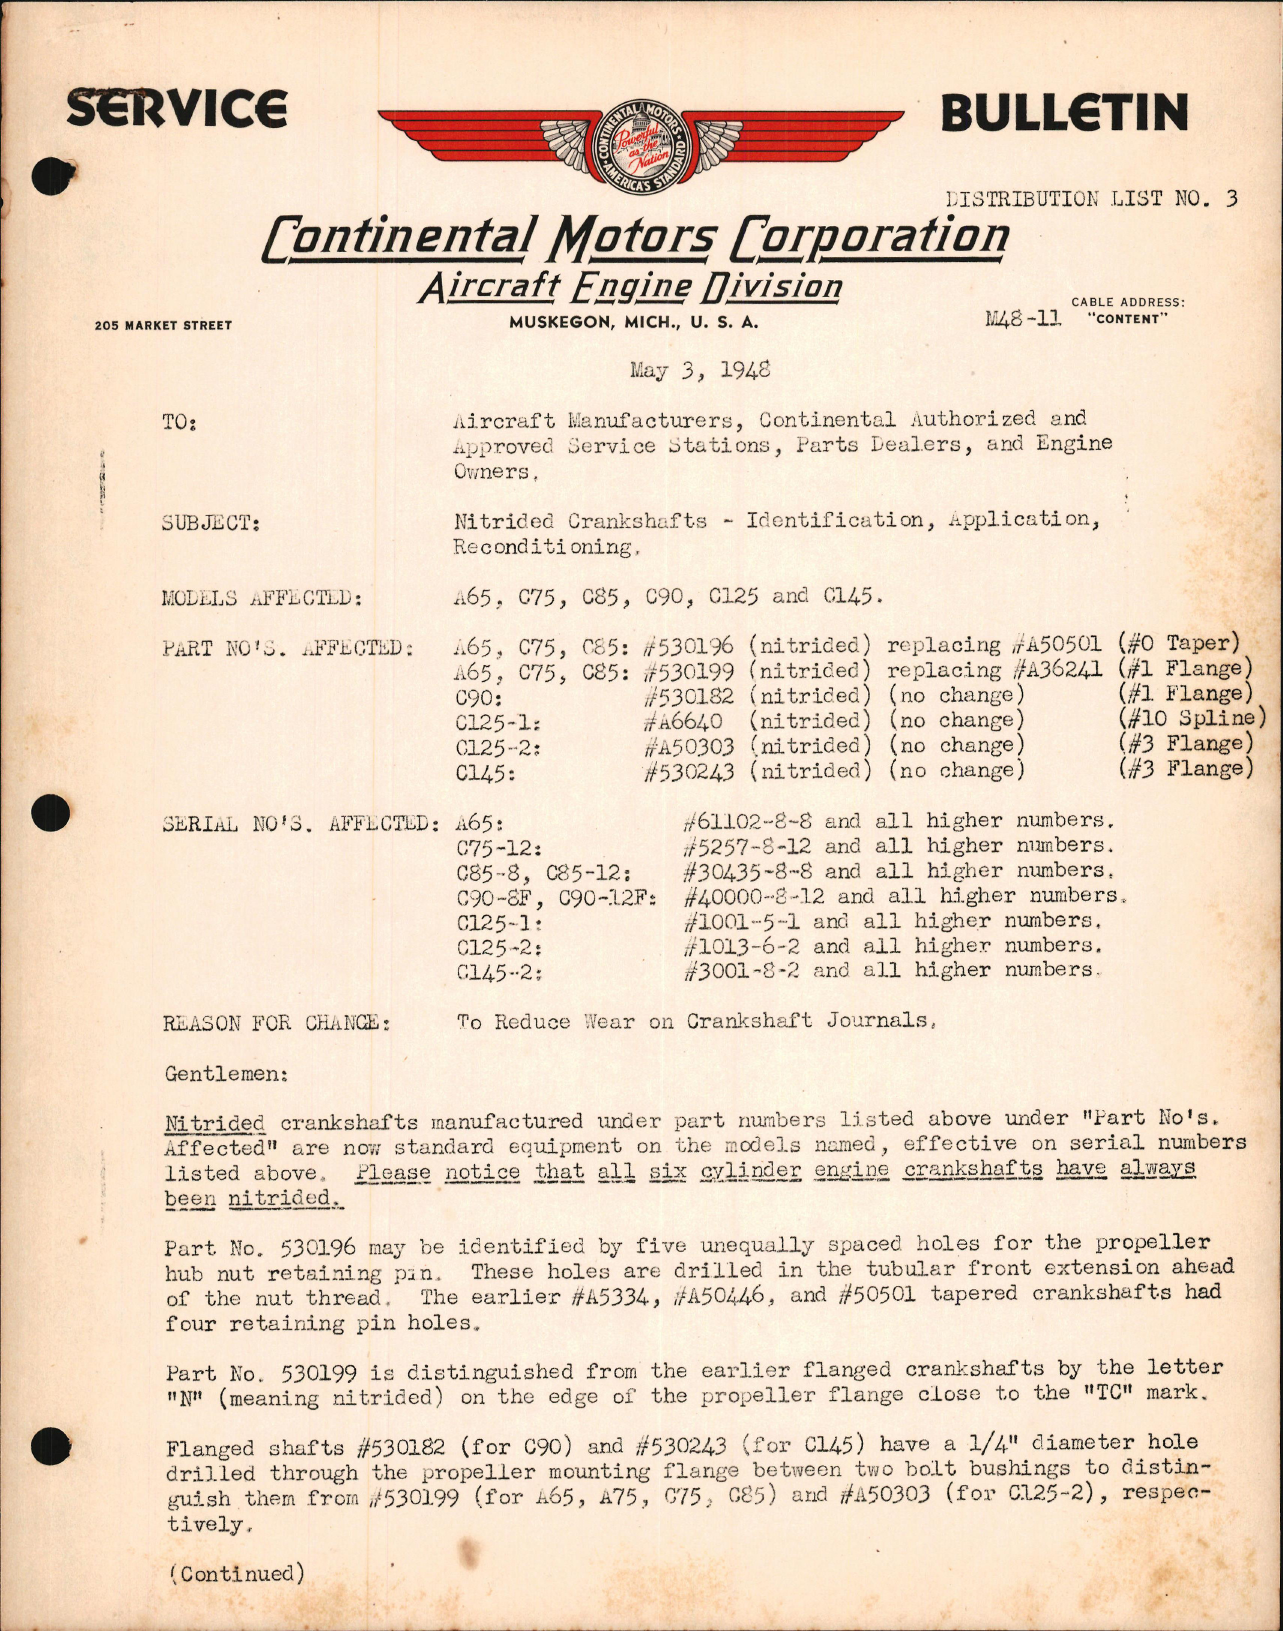 SERVICE BULLETIN
CONTINENTAL MOTORS
Powerful
as the
Nation
AMERICA'S STANDARD
DISTRIBUTION LIST NO. 3
Continental Motors Corporation
Aircraft Engine Division
CABLE ADDRESS:
205 MARKET STREET MUSKEGON, MICH., U. S. A. M48-11 "CONTENT"
May 3, 1948
TO: Aircraft Manufacturers, Continental Authorized and
Approved Service Stations, Parts Dealers, and Engine
Owners.
SUBJECT: Nitrided Crankshafts - Identification, Application,
Reconditioning.
MODELS AFFECTED: A65, C75, C85, C90, C125 and C145.
PART NO'S. AFFECTED: A65, C75, C85: #530196 (nitrided) replacing #A50501 (#0 Taper)
A65, C75, C85: #530199 (nitrided) replacing #A36241 (#1 Flange)
C90: #530182 (nitrided) (no change) (#1 Flange)
C125-1: #A6640 (nitrided) (no change) (#10 Spline)
C125-2: #A50303 (nitrided) (no change) (#3 Flange)
C145: #530243 (nitrided) (no change) (#3 Flange)
SERIAL NO'S. AFFECTED: A65: #61102-8-8 and all higher numbers.
C75-12: #5257-8-12 and all higher numbers.
C85-8, C85-12: #30435-8-8 and all higher numbers.
C90-8F, C90-12F: #40000-8-12 and all higher numbers.
C125-1: #1001-5-1 and all higher numbers.
C125-2: #1013-6-2 and all higher numbers.
C145-2: #3001-8-2 and all higher numbers.
REASON FOR CHANGE: To Reduce Wear on Crankshaft Journals.
Gentlemen:
Nitrided crankshafts manufactured under part numbers listed above under "Part No's.
Affected" are now standard equipment on the models named, effective on serial numbers
listed above. Please notice that all six cylinder engine crankshafts have always
been nitrided.
Part No. 530196 may be identified by five unequally spaced holes for the propeller
hub nut retaining pin. These holes are drilled in the tubular front extension ahead
of the nut thread. The earlier #A5334, #A50446, and #50501 tapered crankshafts had
four retaining pin holes.
Part No. 530199 is distinguished from the earlier flanged crankshafts by the letter
"N" (meaning nitrided) on the edge of the propeller flange close to the "TC" mark.
Flanged shafts #530182 (for C90) and #530243 (for C145) have a 1/4" diameter hole
drilled through the propeller mounting flange between two bolt bushings to distin-
guish them from #530199 (for A65, A75, C75, C85) and #A50303 (for C125-2), respec-
tively.
(Continued)